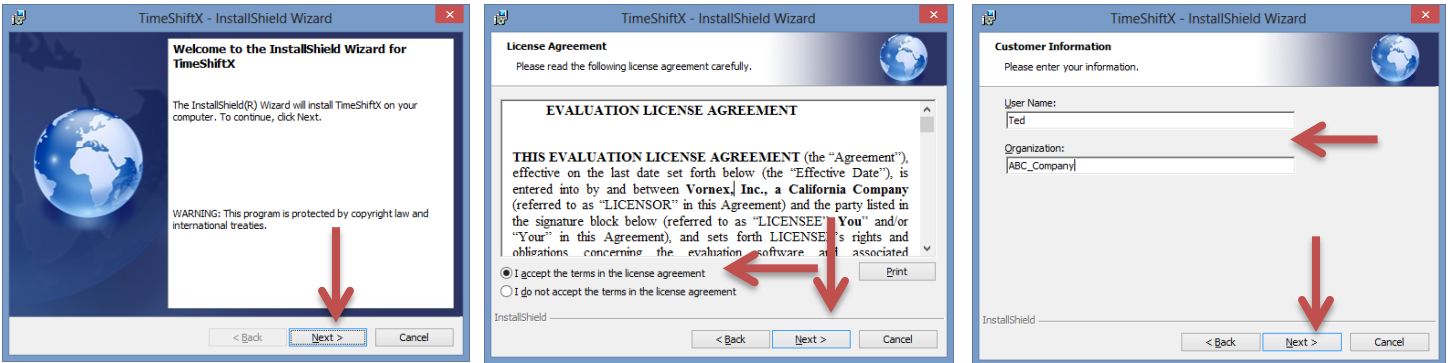 TimeShiftX - InstallShield Wizard
Welcome to the InstallShield Wizard for
TimeShiftX
The InstallShield(R) Wizard will install TimeShiftX on your
computer. To continue, click Next.
WARNING: This program is protected by copyright law and
international treaties.
< Back
Next >
Cancel
TimeShiftX - InstallShield Wizard
License Agreement
Please read the following license agreement carefully.
EVALUATION LICENSE AGREEMENT
THIS EVALUATION LICENSE AGREEMENT (the “Agreement”),
effective on the last date set forth below (the “Effective Date”), is
entered into by and between Vornex, Inc., a California Company
(referred to as “LICENSOR” in this Agreement) and the party listed in
the signature block below (referred to as “LICENSEE” You” and/or
“Your” in this Agreement), and sets forth LICENSEE’s rights and
obligations concerning the evaluation software and associated
I accept the terms in the license agreement
Print
I do not accept the terms in the license agreement
InstallShield
< Back
Next >
Cancel
TimeShiftX - InstallShield Wizard
Customer Information
Please enter your information.
User Name:
Ted
Organization:
ABC_Company
InstallShield
< Back
Next >
Cancel